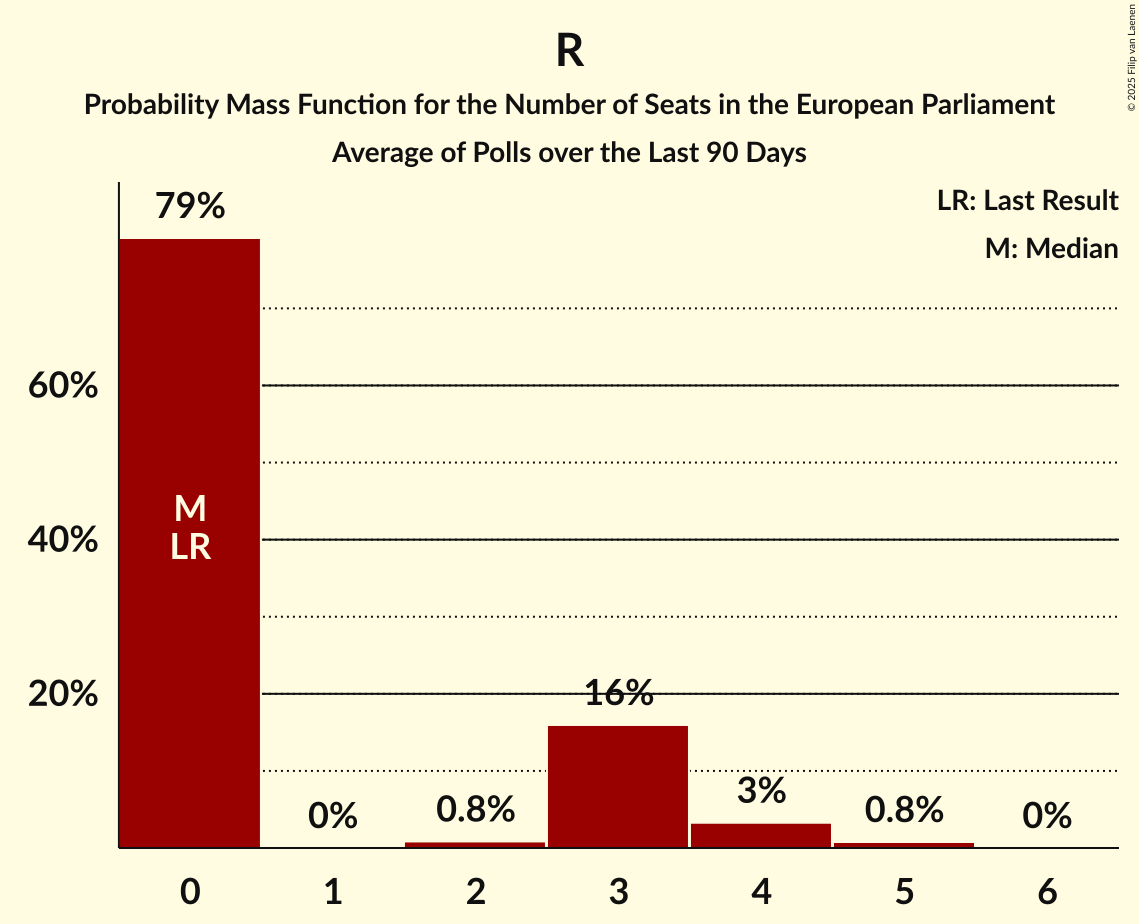 R
Probability Mass Function for the Number of Seats in the European Parliament
Average of Polls over the Last 90 Days
© 2025 Filip van Laenen
LR: Last Result
M: Median
79%
60%
40%
20%
M
LR
0%
0.8%
16%
3%
0.8%
0%
0 1 2 3 4 5 6